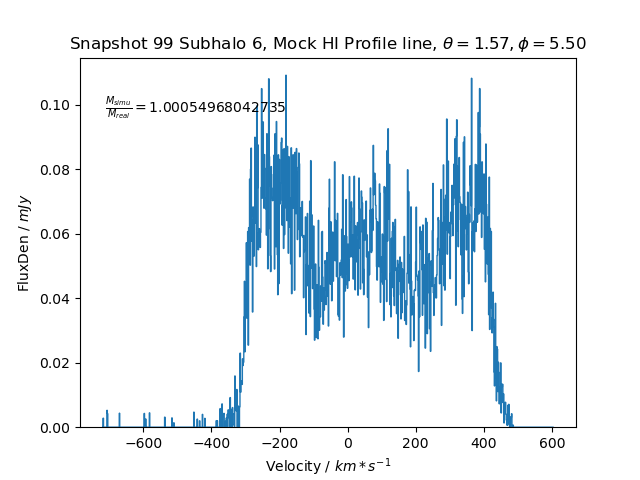 Snapshot 99 Subhalo 6, Mock HI Profile line, θ = 1.57, ϕ = 5.50
M_simu/M_real = 1.00054968042735
FluxDen / mJy
0.10
0.08
0.06
0.04
0.02
0.00
−600 −400 −200 0 200 400 600
Velocity / km * s⁻¹